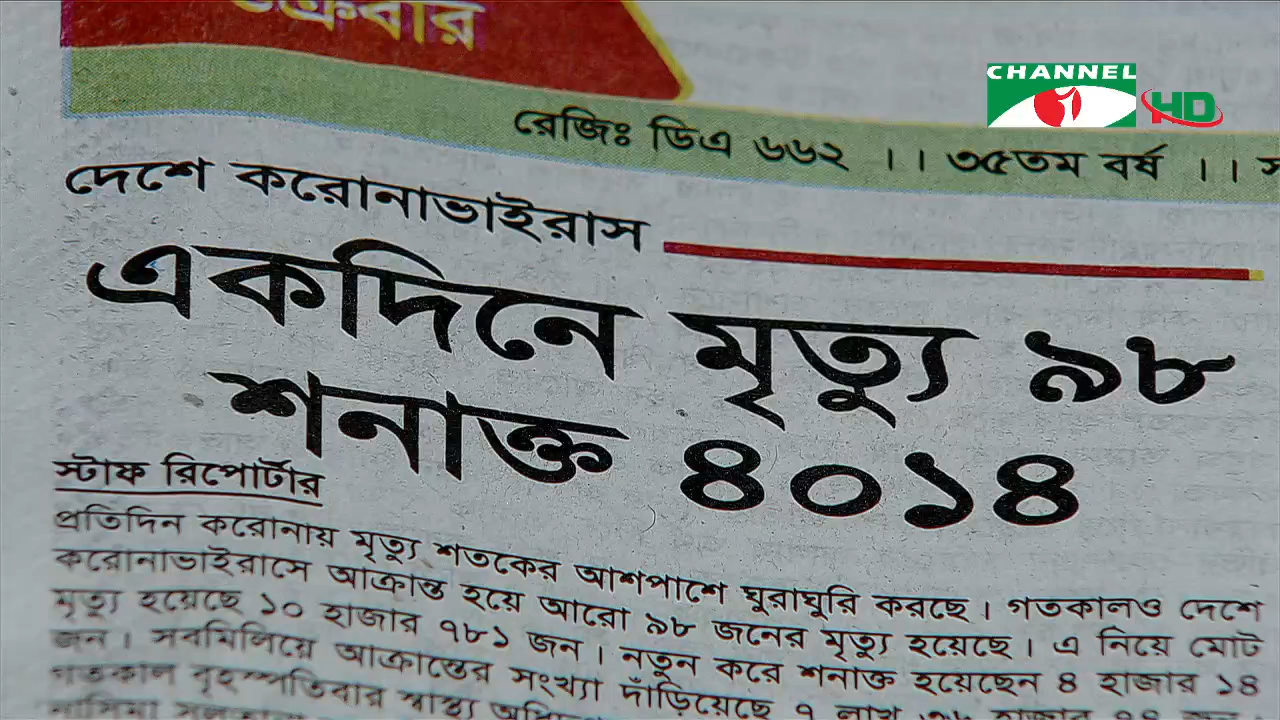 ক্রবার
CHANNEL i HD
রেজিঃ ডিএ ৬৬২ ।। ৩৫তম বর্ষ ।। স
দেশে করোনাভাইরাস
একদিনে মৃত্যু ৯৮
শনাক্ত ৪০১৪
স্টাফ রিপোর্টার
প্রতিদিন করোনায় মৃত্যু শতকের আশপাশে ঘুরাঘুরি করছে। গতকালও দেশে
করোনাভাইরাসে আক্রান্ত হয়ে আরো ৯৮ জনের মৃত্যু হয়েছে। এ নিয়ে মোট
মৃত্যু হয়েছে ১০ হাজার ৭৮১ জন। নতুন করে শনাক্ত হয়েছেন ৪ হাজার ১৪
জন। সবমিলিয়ে আক্রান্তের সংখ্যা দাঁড়িয়েছে ৭ লাখ হাজার
গতকাল বৃহস্পতিবার স্বাস্থ্য